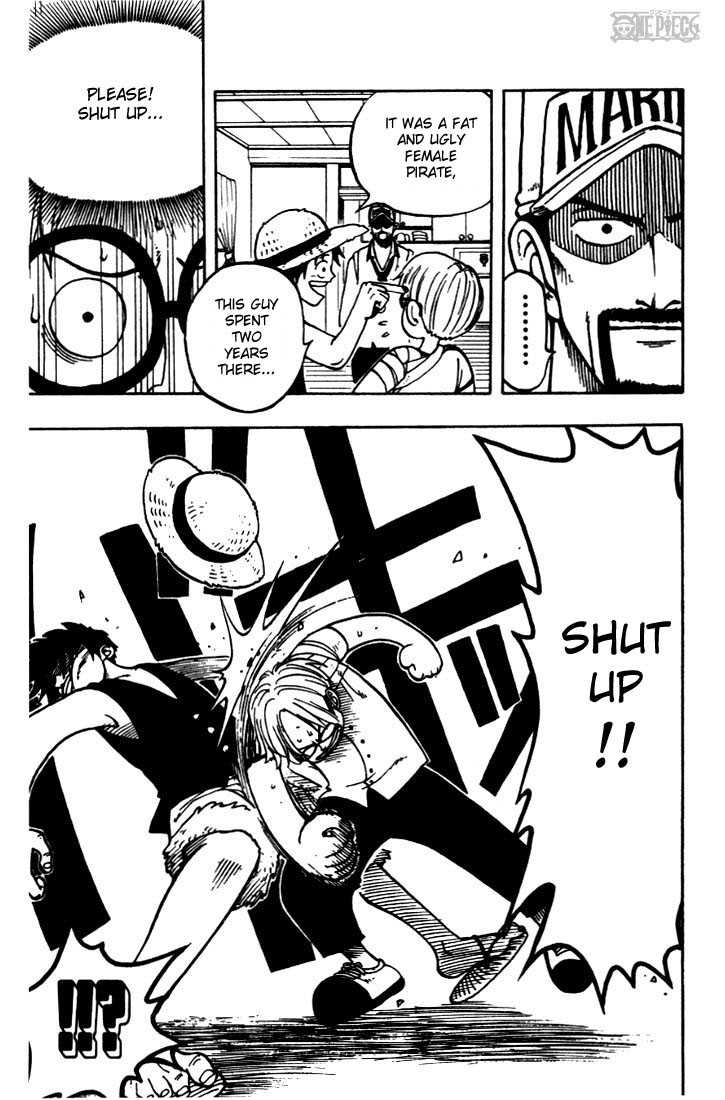 ONE PIECE
MARI
..........
IT WAS A FAT
AND UGLY
FEMALE
PIRATE,
THIS GUY
SPENT
TWO
YEARS
THERE...
PLEASE!
SHUT UP...
SHUT
UP
!!
!!?